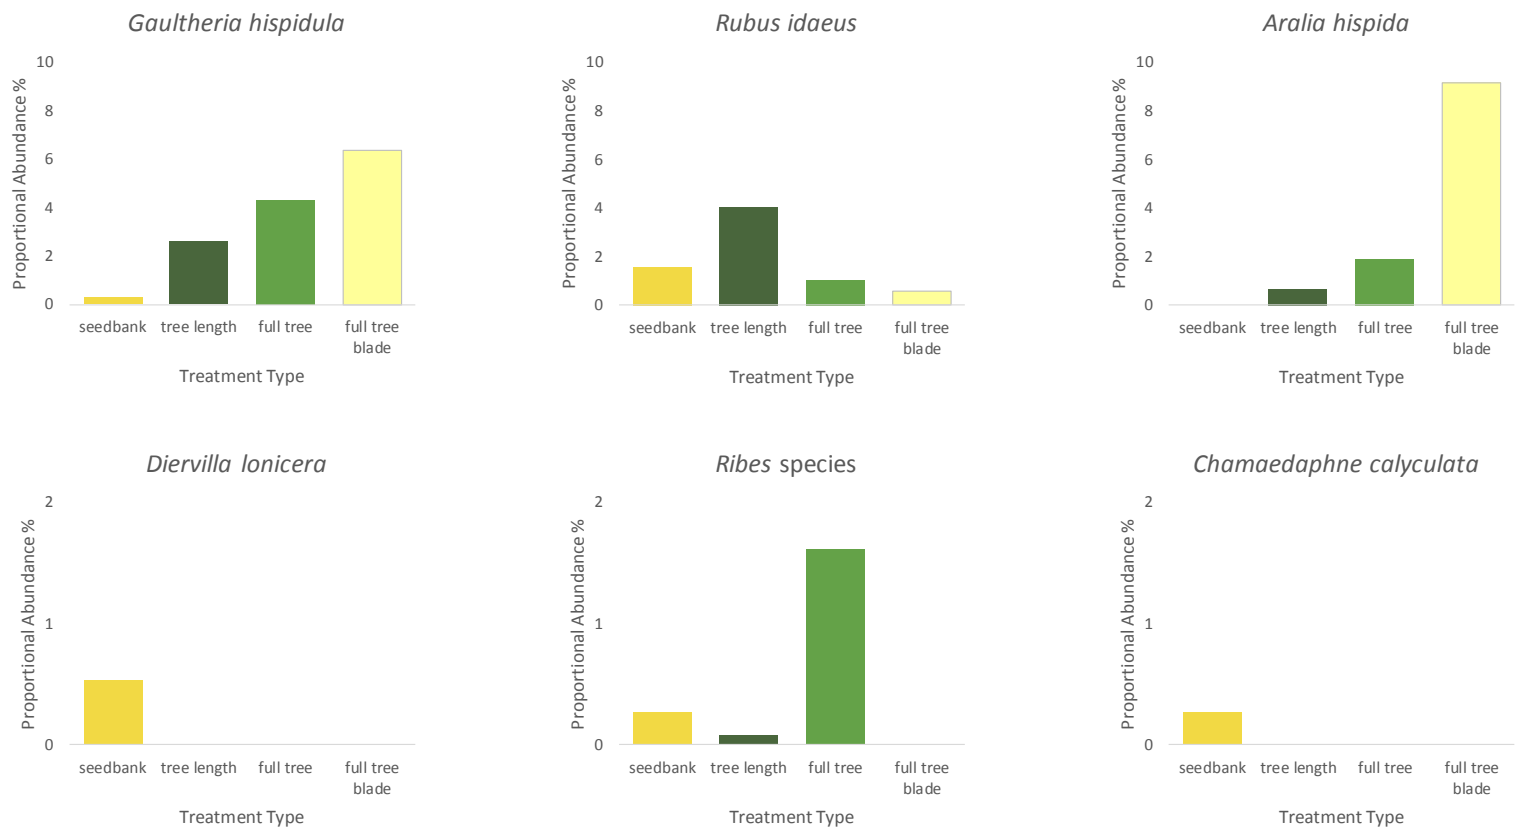 Gaultheria hispidula
Proportional Abundance %
10
8
6
4
2
0
seedbank
tree length
full tree
full tree
blade
Treatment Type
Rubus idaeus
Proportional Abundance %
10
8
6
4
2
0
seedbank
tree length
full tree
full tree
blade
Treatment Type
Aralia hispida
Proportional Abundance %
10
8
6
4
2
0
seedbank
tree length
full tree
full tree
blade
Treatment Type
Diervilla lonicera
Proportional Abundance %
2
1
0
seedbank
tree length
full tree
full tree
blade
Treatment Type
Ribes species
Proportional Abundance %
2
1
0
seedbank
tree length
full tree
full tree
blade
Treatment Type
Chamaedaphne calyculata
Proportional Abundance %
2
1
0
seedbank
tree length
full tree
full tree
blade
Treatment Type